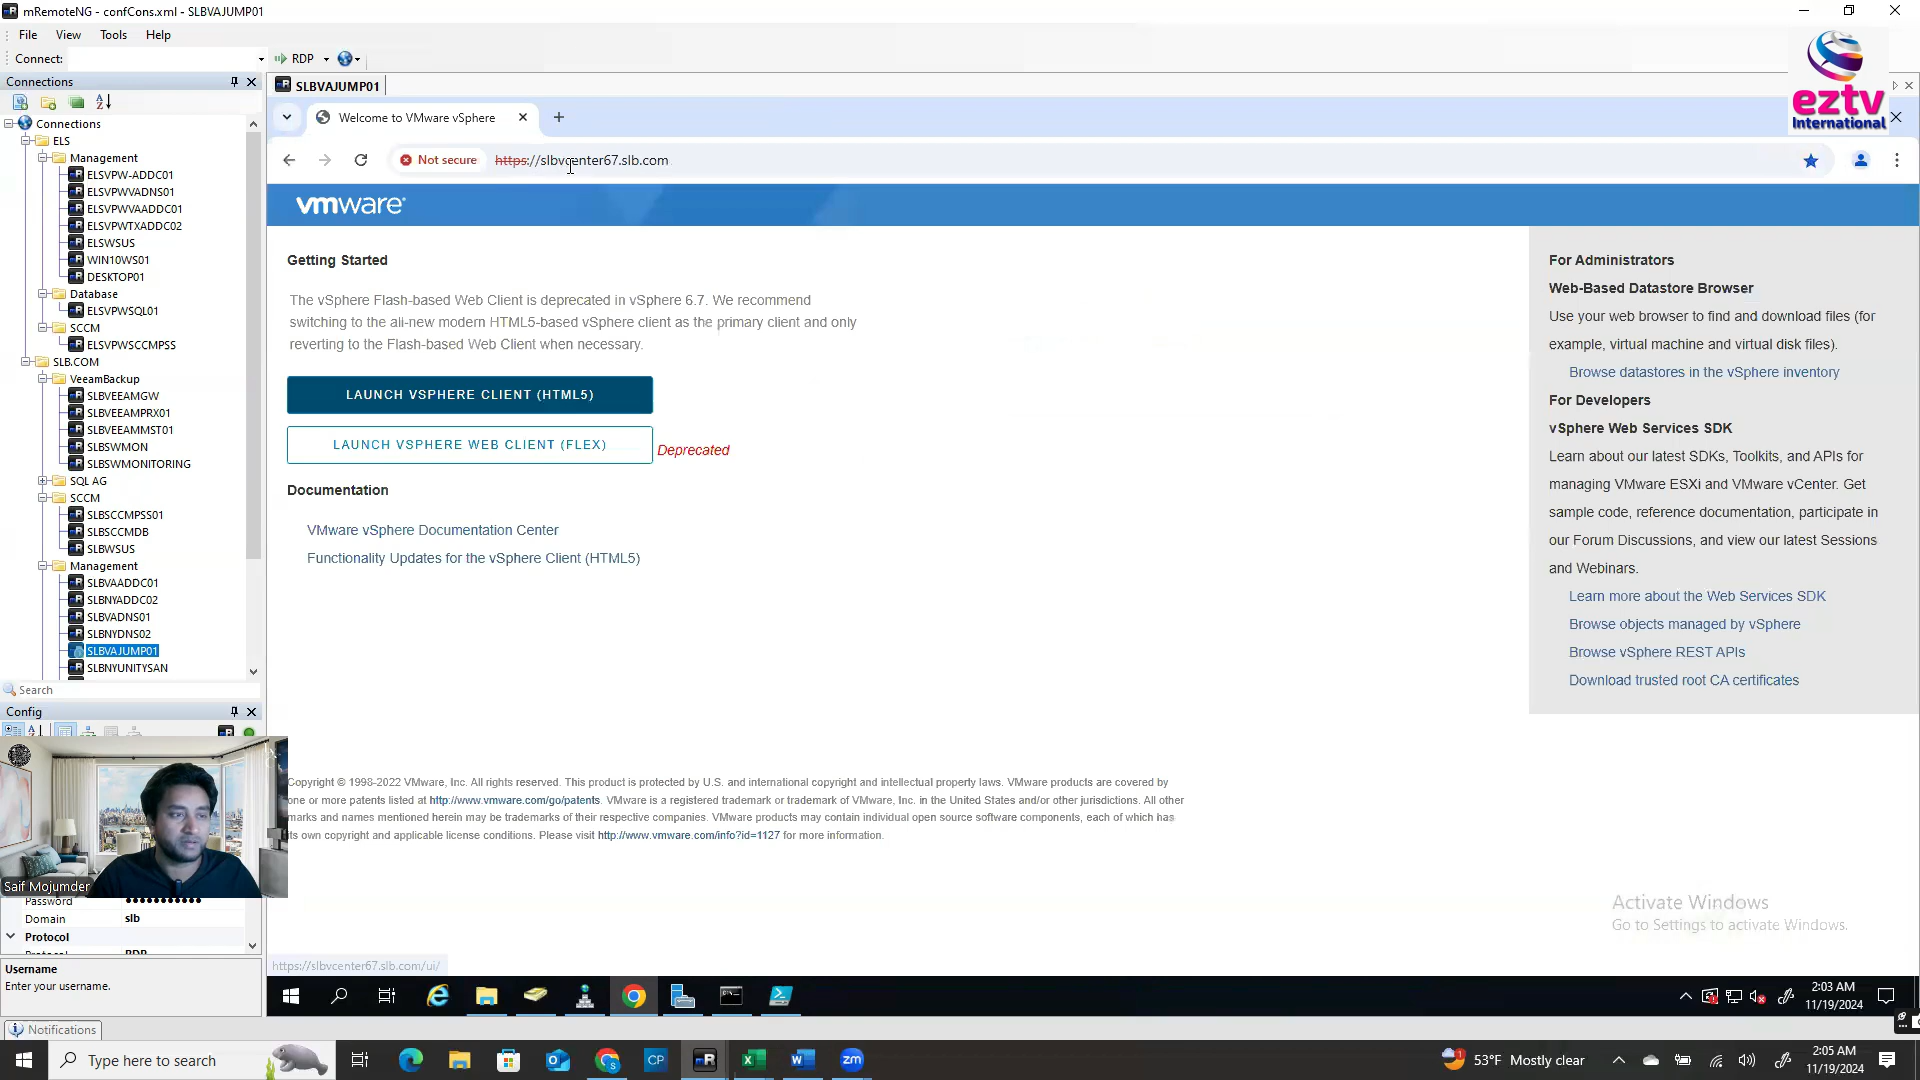 mRemoteNG - confCons.xml - SLBVAJUMP01
File View Tools Help
Connect: RDP
Connections
SLBVAJUMP01
eztv
International
Welcome to VMware vSphere
Not secure https://slbvcenter67.slb.com
Connections
ELS
Management
ELSVPW-ADDC01
ELSVPWVADNS01
ELSVPWVAADDC01
ELSVPWTXADDC02
ELSWSUS
WIN10WS01
DESKTOP01
Database
ELSVPWSQL01
SCCM
ELSVPWSCCMPSS
SLB.COM
VeeamBackup
SLBVEEAMGW
SLBVEEAMPRX01
SLBVEEAMMST01
SLBSWMON
SLBSWMONITORING
SQL AG
SCCM
SLBSCCMPSS01
SLBSCCMDB
SLBWSUS
Management
SLBVAADDC01
SLBNYADDC02
SLBVADNS01
SLBNYDNS02
SLBVAJUMP01
SLBNYUNITYSAN
Search
Config
Saif Mojumder
Password ●●●●●●●●●●●
Domain slb
Protocol
Username
Enter your username.
Notifications
vmware®
Getting Started
The vSphere Flash-based Web Client is deprecated in vSphere 6.7. We recommend
switching to the all-new modern HTML5-based vSphere client as the primary client and only
reverting to the Flash-based Web Client when necessary.
LAUNCH VSPHERE CLIENT (HTML5)
LAUNCH VSPHERE WEB CLIENT (FLEX) Deprecated
Documentation
VMware vSphere Documentation Center
Functionality Updates for the vSphere Client (HTML5)
For Administrators
Web-Based Datastore Browser
Use your web browser to find and download files (for
example, virtual machine and virtual disk files).
Browse datastores in the vSphere inventory
For Developers
vSphere Web Services SDK
Learn about our latest SDKs, Toolkits, and APIs for
managing VMware ESXi and VMware vCenter. Get
sample code, reference documentation, participate in
our Forum Discussions, and view our latest Sessions
and Webinars.
Learn more about the Web Services SDK
Browse objects managed by vSphere
Browse vSphere REST APIs
Download trusted root CA certificates
Copyright © 1998-2022 VMware, Inc. All rights reserved. This product is protected by U.S. and international copyright and intellectual property laws. VMware products are covered by
one or more patents listed at http://www.vmware.com/go/patents. VMware is a registered trademark or trademark of VMware, Inc. in the United States and/or other jurisdictions. All other
marks and names mentioned herein may be trademarks of their respective companies. VMware products may contain individual open source software components, each of which has
its own copyright and applicable license conditions. Please visit http://www.vmware.com/info?id=1127 for more information.
Activate Windows
Go to Settings to activate Windows.
https://slbvcenter67.slb.com/ui/
2:03 AM
11/19/2024
Type here to search
53°F Mostly clear
2:05 AM
11/19/2024